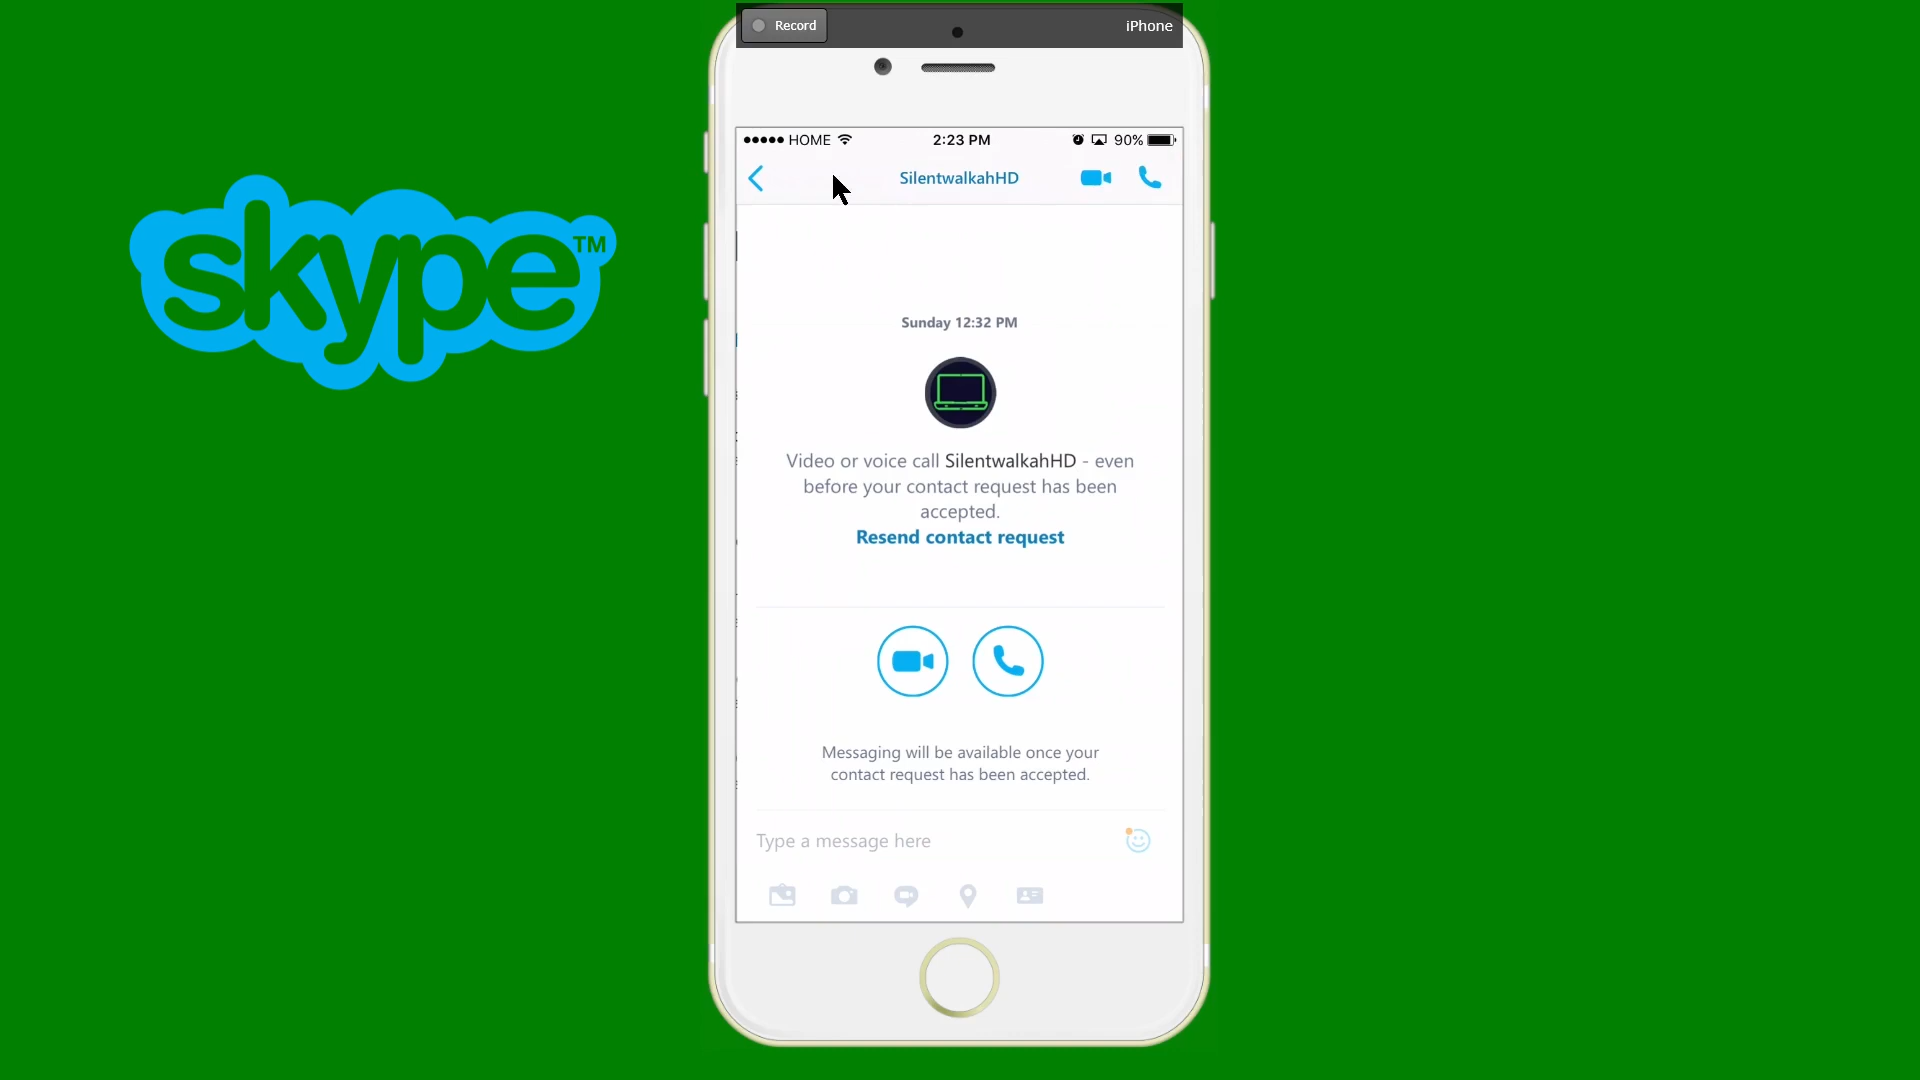 Record
iPhone
HOME
2:23 PM
90%
SilentwalkahHD
skype™
Sunday 12:32 PM
Video or voice call SilentwalkahHD - even
before your contact request has been
accepted.
Resend contact request
Messaging will be available once your
contact request has been accepted.
Type a message here